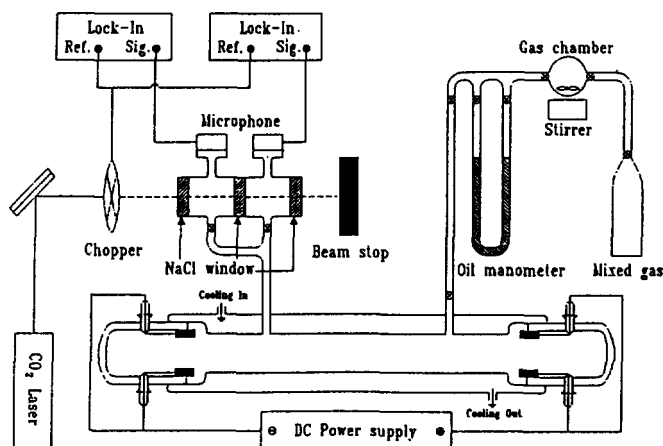 Lock-In
Ref. Sig.
Lock-In
Ref. Sig.
Gas chamber
Microphone
Stirrer
Chopper
NaCl window
Beam stop
Oil manometer
Mixed gas
Cooling In
CO₂ Laser
Cooling Out
DC Power supply